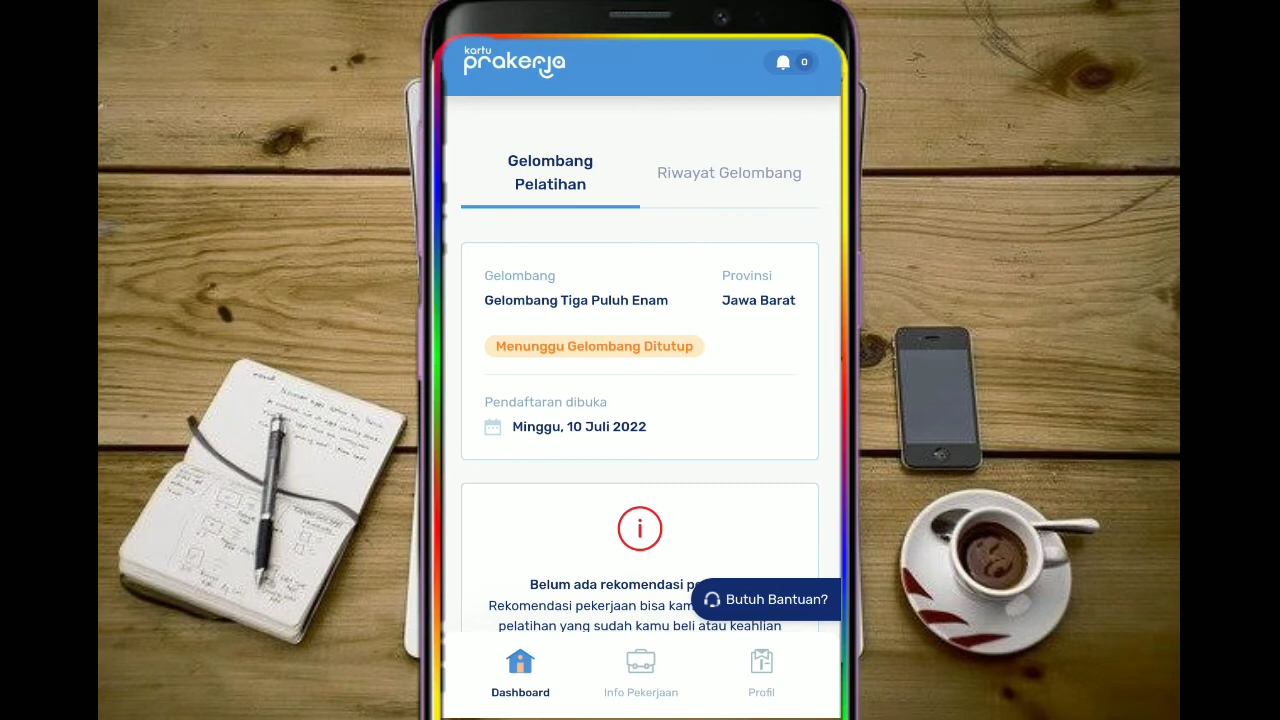 kartu
prakerja
0
Gelombang
Pelatihan
Riwayat Gelombang
Gelombang
Provinsi
Gelombang Tiga Puluh Enam
Jawa Barat
Menunggu Gelombang Ditutup
Pendaftaran dibuka
Minggu, 10 Juli 2022
i
Belum ada rekomendasi
Butuh Bantuan?
Rekomendasi pekerjaan bisa
pelatihan yang sudah kamu beli atau keahlian
Dashboard
Info Pekerjaan
Profil